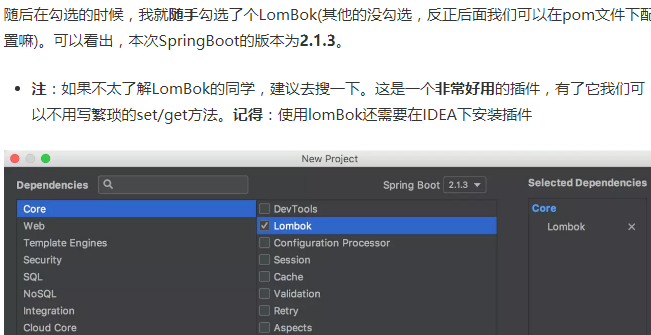 随后在勾选的时候，我就随手勾选了个LomBok(其他的没勾选，反正后面我们可以在pom文件下配
置嘛)。可以看出，本次SpringBoot的版本为2.1.3。
注：如果不太了解LomBok的同学，建议去搜一下。这是一个非常好用的插件，有了它我们可
以不用写繁琐的set/get方法。记得：使用lomBok还需要在IDEA下安装插件
New Project
Dependencies
Spring Boot 2.1.3
Selected Dependencies
Core
Web
Template Engines
Security
SQL
NoSQL
Integration
Cloud Core
DevTools
Lombok
Configuration Processor
Session
Cache
Validation
Retry
Aspects
Core
Lombok